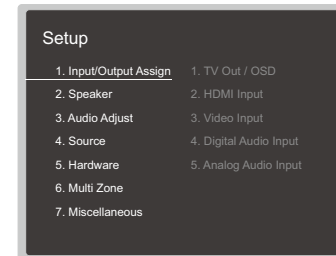 Setup
1. Input/Output Assign
2. Speaker
3. Audio Adjust
4. Source
5. Hardware
6. Multi Zone
7. Miscellaneous
1. TV Out / OSD
2. HDMI Input
3. Video Input
4. Digital Audio Input
5. Analog Audio Input